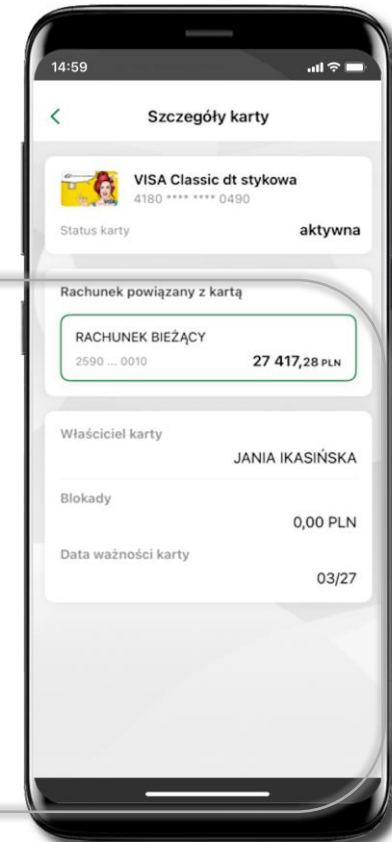 14:59
Szczegóły karty
VISA Classic dt stykowa
4180 **** **** 0490
Status karty aktywna
Rachunek powiązany z kartą
RACHUNEK BIEŻĄCY
2590 ... 0010 27 417,28 PLN
Właściciel karty
JANIA IKASIŃSKA
Blokady
0,00 PLN
Data ważności karty
03/27